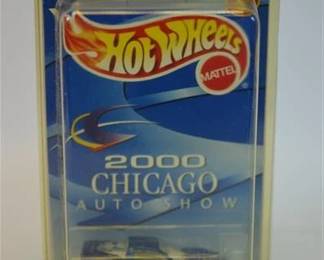 HOT WHEELS
MATTEL
2000
CHICAGO
AUTO SHOW